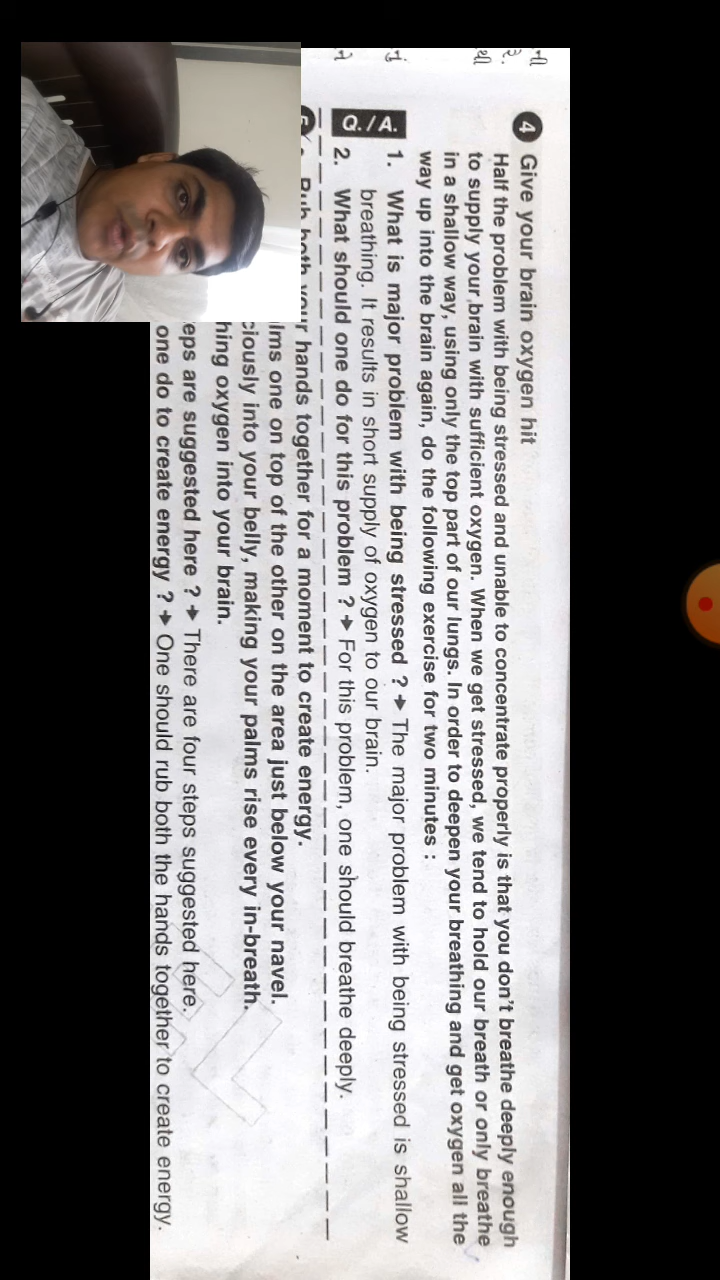 4 Give your brain oxygen hit
Half the problem with being stressed and unable to concentrate properly is that you don't breathe deeply enough
to supply your brain with sufficient oxygen. When we get stressed, we tend to hold our breath or only breathe
in a shallow way, using only the top part of our lungs. In order to deepen your breathing and get oxygen all the
way up into the brain again, do the following exercise for two minutes :
Q./A. 1. What is major problem with being stressed ? → The major problem with being stressed is shallow
breathing. It results in short supply of oxygen to our brain.
2. What should one do for this problem ? → For this problem, one should breathe deeply.
Rub both your hands together for a moment to create energy.
lms one on top of the other on the area just below your navel.
ciously into your belly, making your palms rise every in-breath.
hing oxygen into your brain.
eps are suggested here ? → There are four steps suggested here.
one do to create energy ? → One should rub both the hands together to create energy.